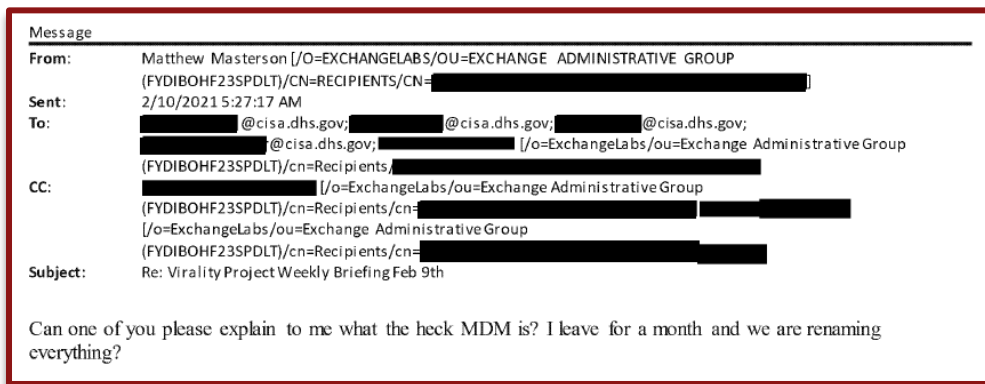 Message
From: Matthew Masterson [/O=EXCHANGELABS/OU=EXCHANGE ADMINISTRATIVE GROUP
(FYDIBOHF23SPDLT)/CN=RECIPIENTS/CN=]
Sent: 2/10/2021 5:27:17 AM
To: @cisa.dhs.gov; @cisa.dhs.gov; @cisa.dhs.gov;
@cisa.dhs.gov; [/o=ExchangeLabs/ou=Exchange Administrative Group
(FYDIBOHF23SPDLT)/cn=Recipients/
CC: [/o=ExchangeLabs/ou=Exchange Administrative Group
(FYDIBOHF23SPDLT)/cn=Recipients/cn=
[/o=ExchangeLabs/ou=Exchange Administrative Group
(FYDIBOHF23SPDLT)/cn=Recipients/cn=
Subject: Re: Virality Project Weekly Briefing Feb 9th
Can one of you please explain to me what the heck MDM is? I leave for a month and we are renaming
everything?